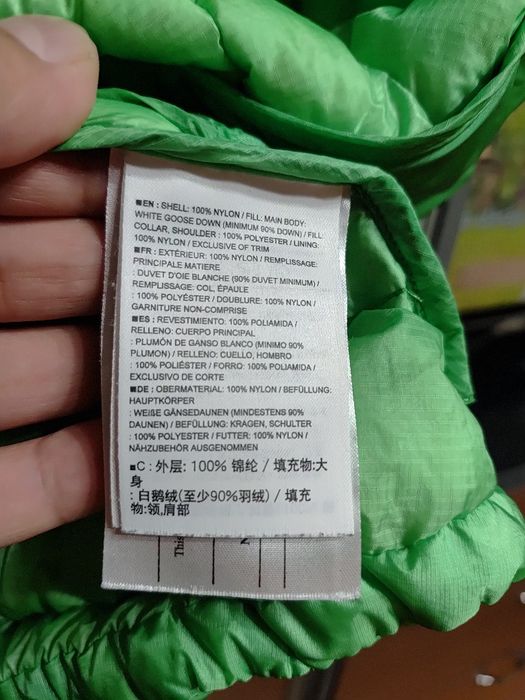 ■EN : SHELL: 100% NYLON / FILL: MAIN BODY:
WHITE GOOSE DOWN (MINIMUM 90% DOWN) / FILL:
COLLAR, SHOULDER : 100% POLYESTER / LINING:
100% NYLON / EXCLUSIVE OF TRIM
■FR : EXTÉRIEUR: 100% NYLON / REMPLISSAGE:
PRINCIPALE MATIERE
: DUVET D'OIE BLANCHE (90% DUVET MINIMUM) /
REMPLISSAGE: COL, ÉPAULE
: 100% POLYÉSTER / DOUBLURE: 100% NYLON /
GARNITURE NON-COMPRISE
■ES : REVESTIMIENTO: 100% POLIAMIDA /
RELLENO: CUERPO PRINCIPAL
: PLUMÓN DE GANSO BLANCO (MINIMO 90%
PLUMON) / RELLENO: CUELLO, HOMBRO
: 100% POLIÉSTER / FORRO: 100% POLIAMIDA /
EXCLUSIVO DE CORTE
■DE : OBERMATERIAL: 100% NYLON / BEFÜLLUNG:
HAUPTKÖRPER
: WEIßE GÄNSEDAUNEN (MINDESTENS 90%
DAUNEN) / BEFÜLLUNG: KRAGEN, SCHULTER
: 100% POLYESTER / FUTTER: 100% NYLON /
NÄHZUBEHÖR AUSGENOMMEN
■C : 外层: 100% 锦纶 / 填充物:大
身
: 白鹅绒(至少90%羽绒) / 填充
物:领,肩部
This